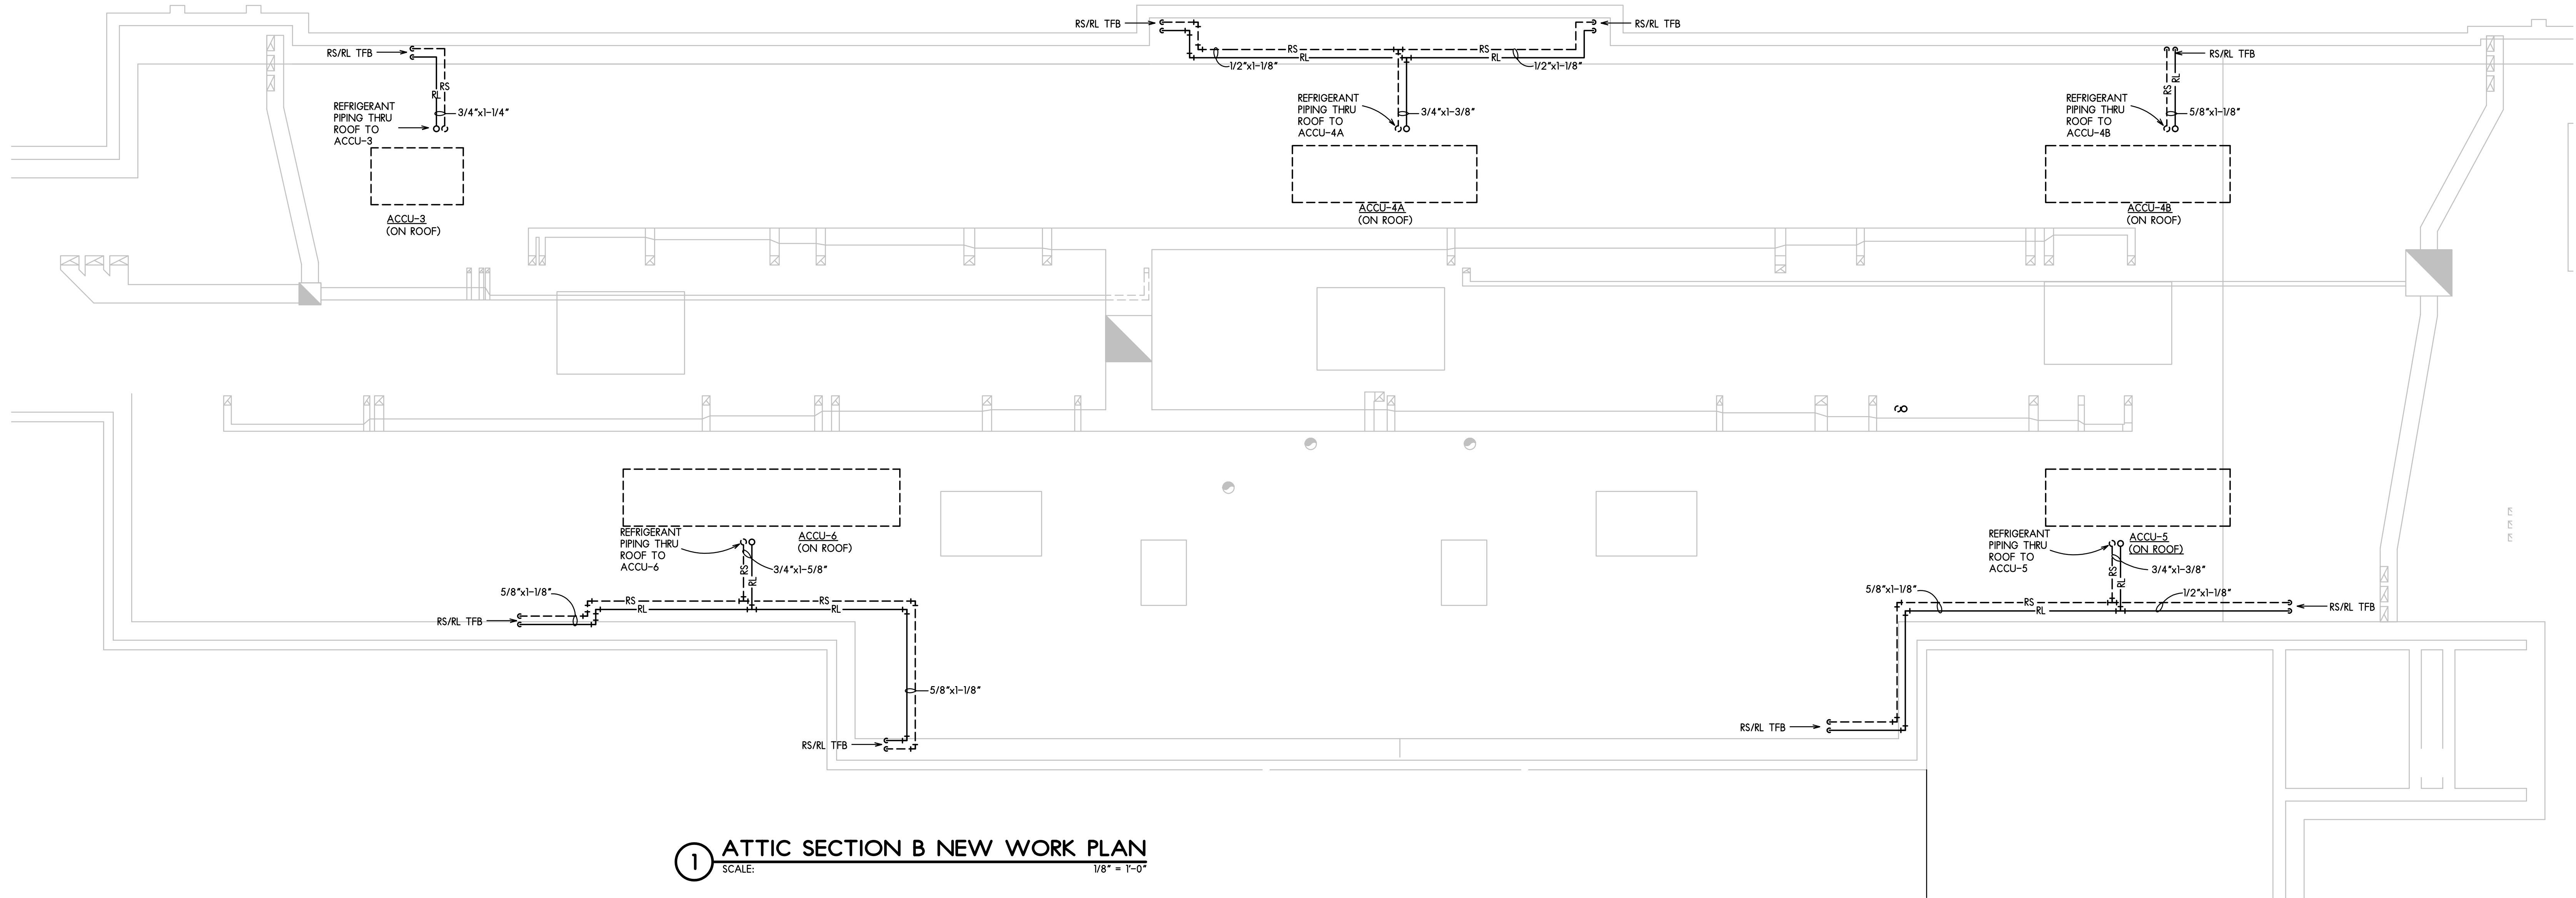 RS/RL TFB
RS/RL TFB
RS/RL TFB
RS/RL TFB
RS
RS
RL
RL
1/2"x1-1/8"
1/2"x1-1/8"
RS
RL
REFRIGERANT
PIPING THRU
ROOF TO
ACCU-3
3/4"x1-1/4"
REFRIGERANT
PIPING THRU
ROOF TO
ACCU-4A
3/4"x1-3/8"
RL
RS
REFRIGERANT
PIPING THRU
ROOF TO
ACCU-4B
5/8"x1-1/8"
ACCU-3
(ON ROOF)
ACCU-4A
(ON ROOF)
ACCU-4B
(ON ROOF)
REFRIGERANT
PIPING THRU
ROOF TO
ACCU-6
ACCU-6
(ON ROOF)
RS
RL
3/4"x1-5/8"
5/8"x1-1/8"
RS
RS
RL
RL
RS/RL TFB
5/8"x1-1/8"
RS/RL TFB
REFRIGERANT
PIPING THRU
ROOF TO
ACCU-5
ACCU-5
(ON ROOF)
RS
RL
3/4"x1-3/8"
5/8"x1-1/8"
1/2"x1-1/8"
RS
RL
RS/RL TFB
RS/RL TFB
1
ATTIC SECTION B NEW WORK PLAN
SCALE: 1/8" = 1'-0"